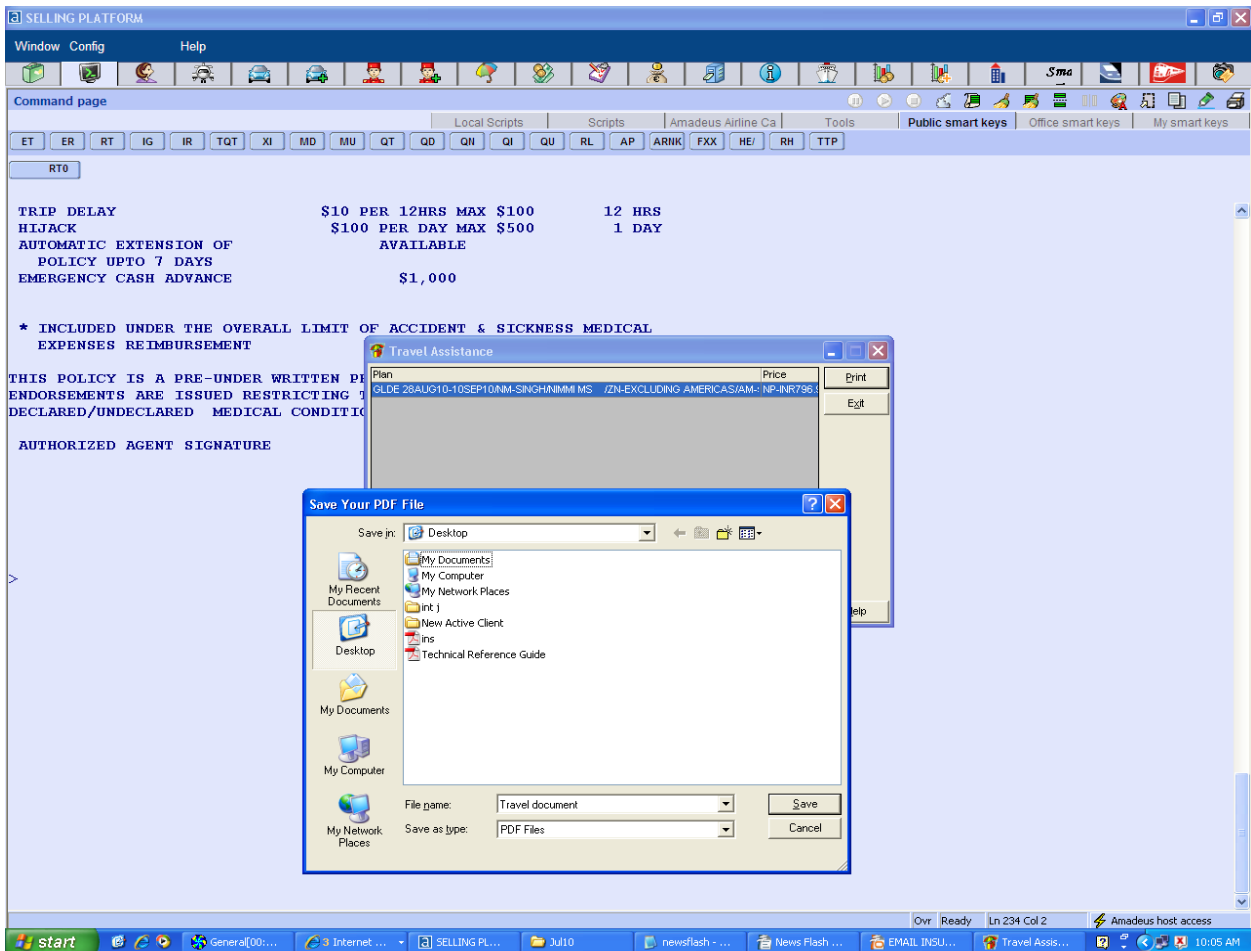 SELLING PLATFORM
Window Config Help
Sma
Command page
Local Scripts Scripts Amadeus Airline Ca Tools Public smart keys Office smart keys My smart keys
ET ER RT IG IR TQT XI MD MU QT QD QN QI QU RL AP ARNK FXX HE/ RH TTP
RT0
TRIP DELAY $10 PER 12HRS MAX $100 12 HRS
HIJACK $100 PER DAY MAX $500 1 DAY
AUTOMATIC EXTENSION OF AVAILABLE
POLICY UPTO 7 DAYS
EMERGENCY CASH ADVANCE $1,000
* INCLUDED UNDER THE OVERALL LIMIT OF ACCIDENT & SICKNESS MEDICAL
EXPENSES REIMBURSEMENT
THIS POLICY IS A PRE-UNDER WRITTEN
ENDORSEMENTS ARE ISSUED RESTRICTING
DECLARED/UNDECLARED MEDICAL
AUTHORIZED AGENT SIGNATURE
>
Travel Assistance
Plan Price
GLDE 28AUG10-10SEP10/NM-SINGH/NIMMI MS /ZN-EXCLUDING AMERICAS/AM-: NP-INR796.
Print
Exit
Save Your PDF File
Save in: Desktop
My Recent Documents
Desktop
My Documents
My Computer
My Network Places
My Documents
My Computer
My Network Places
int j
New Active Client
ins
Technical Reference Guide
File name: Travel document Save
Save as type: PDF Files Cancel
Ovr Ready Ln 234 Col 2 Amadeus host access
start General[00:... 3 Internet ... SELLING PL... Jul10 newsflash - ... News Flash ... EMAIL INSU... Travel Assis... 10:05 AM